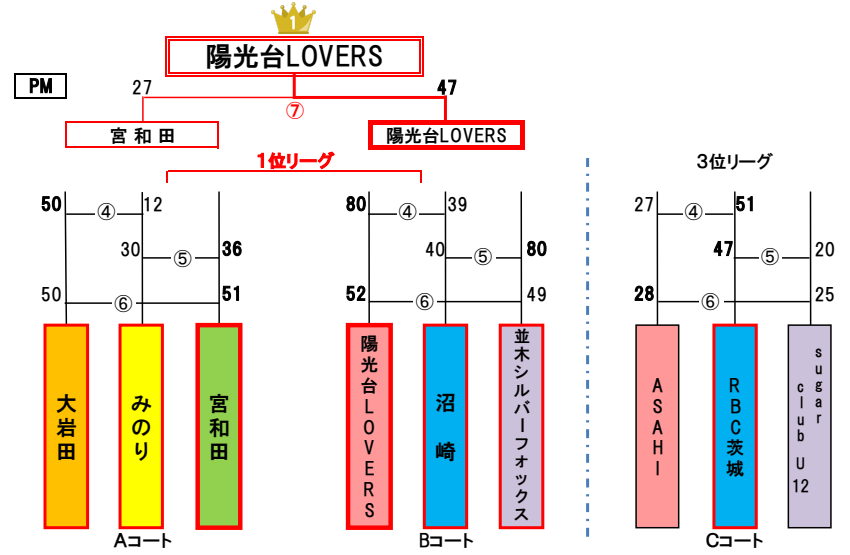 1
陽光台LOVERS
PM
27
47
⑦
宮和田
陽光台LOVERS
1位リーグ
3位リーグ
50 ④ 12
80 ④ 39
27 ④ 51
30 ⑤ 36
40 ⑤ 80
47 ⑤ 20
50 ⑥ 51
52 ⑥ 49
28 ⑥ 25
大岩田
みのり
宮和田
陽光台LOVERS
沼崎
並木シルバーフォックス
ASAHI
RBC茨城
sugar
club U12
Aコート
Bコート
Cコート